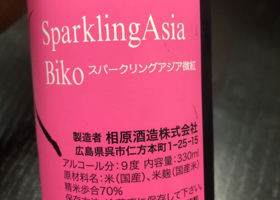 SparklingAsia
Biko スパークリングアジア微紅
製造者 相原酒造株式会社
広島県呉市仁方本町1-25-15
アルコール分：9度 内容量：330ml
原材料名：米（国産）、米麹（国産米）
精米歩合70%